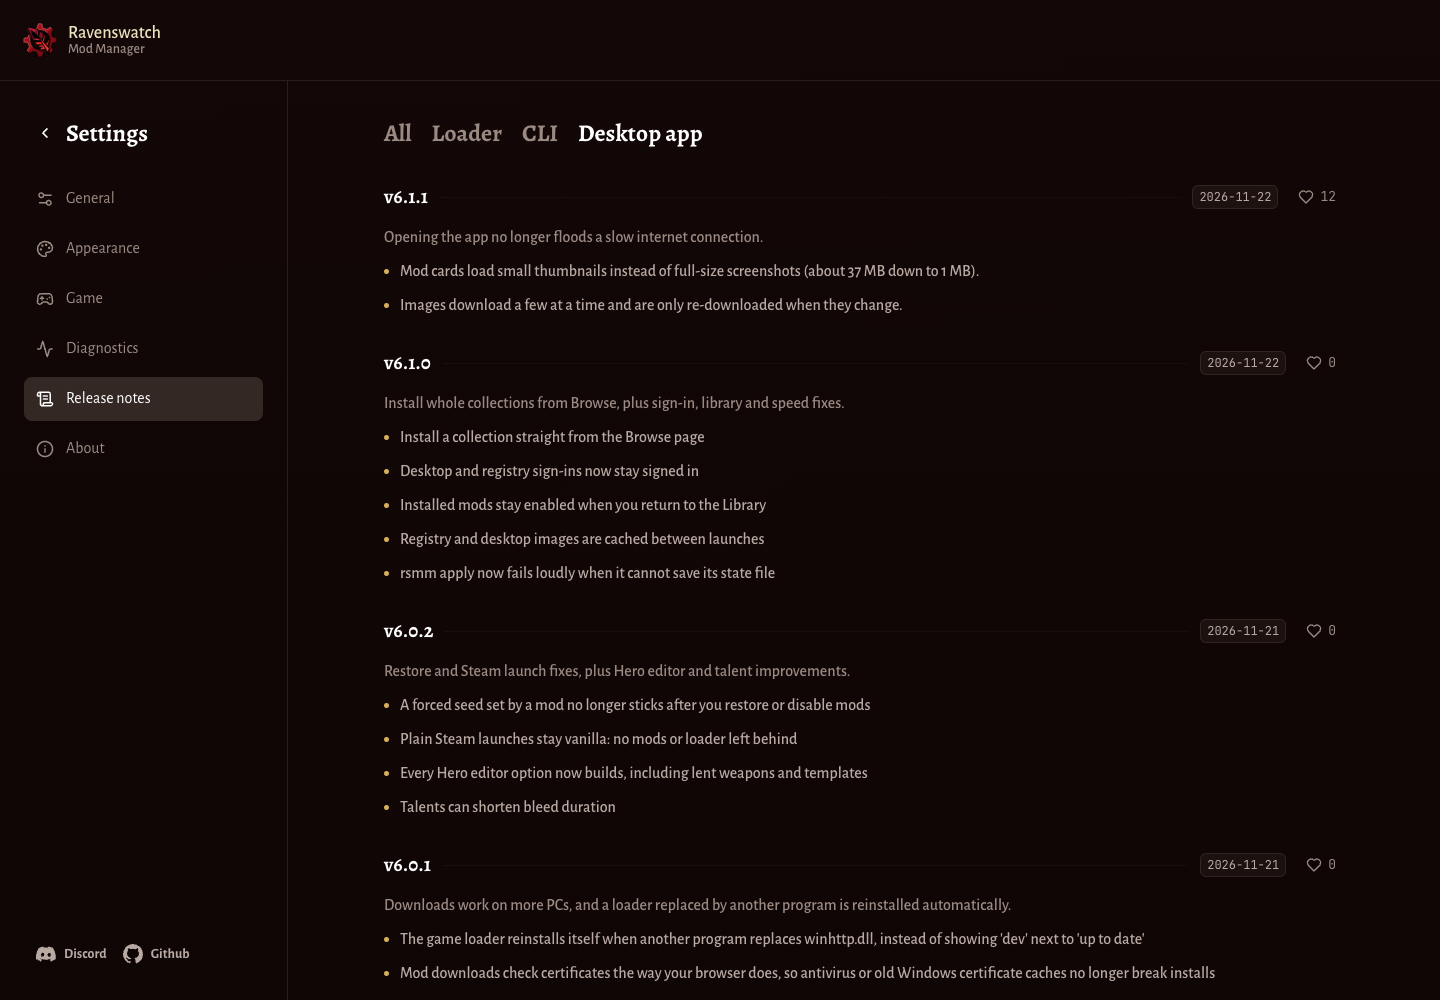 Ravenswatch
Mod Manager
Settings
General
Appearance
Game
Diagnostics
Release notes
About
Discord Github
All Loader CLI Desktop app
v6.1.1 2026-11-22 12
Opening the app no longer floods a slow internet connection.
Mod cards load small thumbnails instead of full-size screenshots (about 37 MB down to 1 MB).
Images download a few at a time and are only re-downloaded when they change.
v6.1.0 2026-11-22 0
Install whole collections from Browse, plus sign-in, library and speed fixes.
Install a collection straight from the Browse page
Desktop and registry sign-ins now stay signed in
Installed mods stay enabled when you return to the Library
Registry and desktop images are cached between launches
rsmm apply now fails loudly when it cannot save its state file
v6.0.2 2026-11-21 0
Restore and Steam launch fixes, plus Hero editor and talent improvements.
A forced seed set by a mod no longer sticks after you restore or disable mods
Plain Steam launches stay vanilla: no mods or loader left behind
Every Hero editor option now builds, including lent weapons and templates
Talents can shorten bleed duration
v6.0.1 2026-11-21 0
Downloads work on more PCs, and a loader replaced by another program is reinstalled automatically.
The game loader reinstalls itself when another program replaces winhttp.dll, instead of showing 'dev' next to 'up to date'
Mod downloads check certificates the way your browser does, so antivirus or old Windows certificate caches no longer break installs